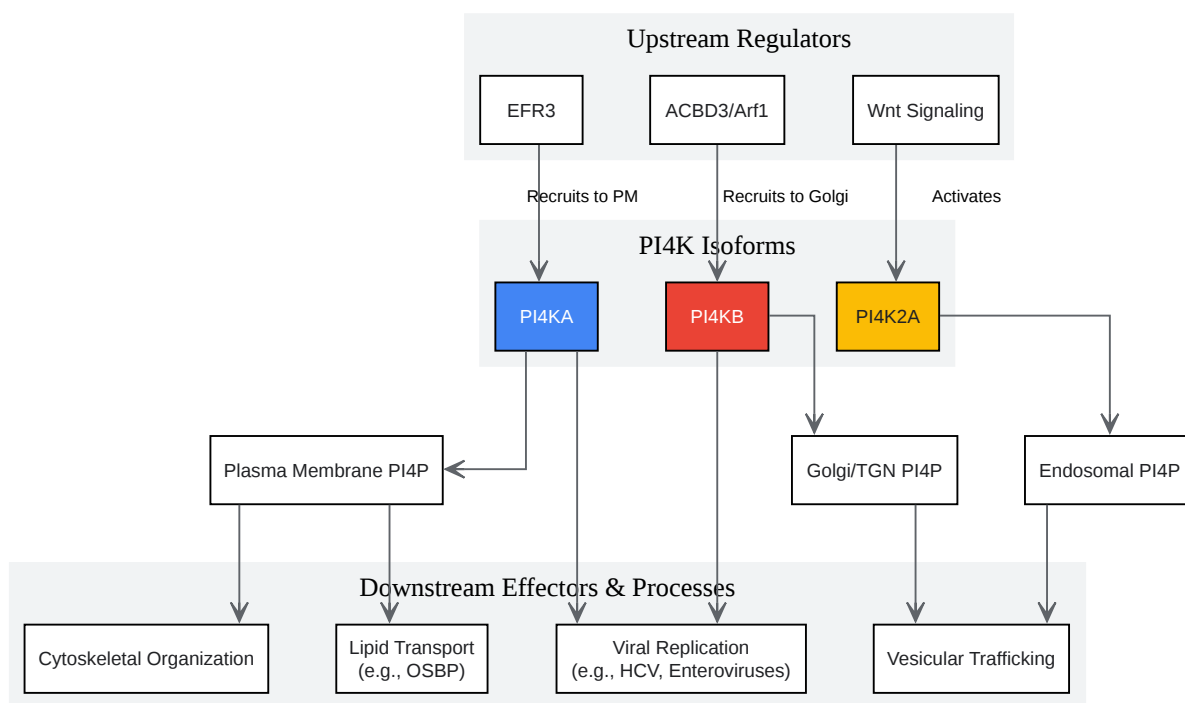 Upstream Regulators
EFR3
ACBD3/Arf1
Wnt Signaling
Recruits to PM
Recruits to Golgi
Activates
PI4K Isoforms
PI4KA
PI4KB
PI4K2A
Plasma Membrane PI4P
Golgi/TGN PI4P
Endosomal PI4P
Downstream Effectors & Processes
Cytoskeletal Organization
Lipid Transport
(e.g., OSBP)
Viral Replication
(e.g., HCV, Enteroviruses)
Vesicular Trafficking